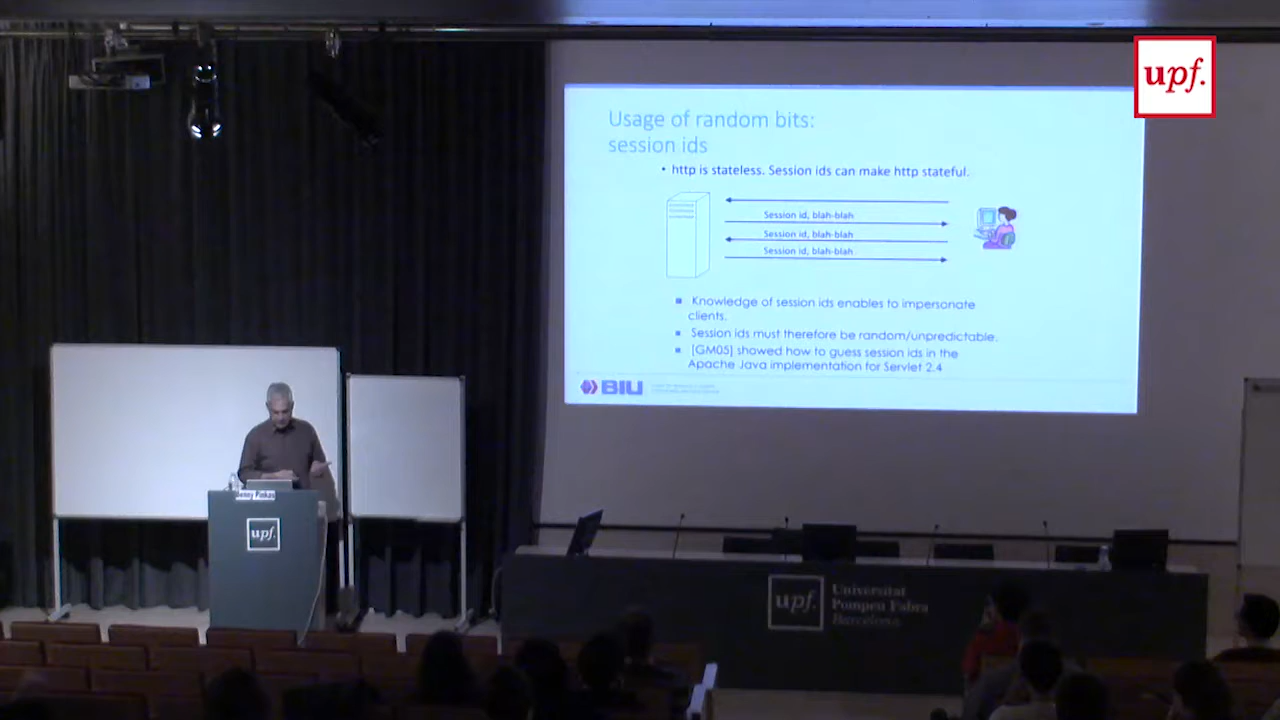 upf.
Usage of random bits:
session ids
• http is stateless. Session ids can make http stateful.
Session id, blah-blah
Session id, blah-blah
Session id, blah-blah
■ Knowledge of session ids enables to impersonate
clients.
■ Session ids must therefore be random/unpredictable.
■ [GM05] showed how to guess session ids in the
Apache Java implementation for Servlet 2.4
BIU
Benny Pinkas
upf.
upf.
Universitat
Pompeu Fabra
Barcelona